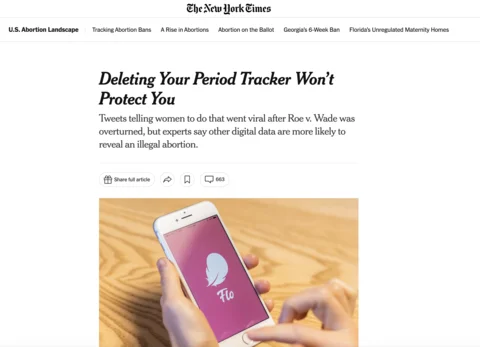 The New York Times
U.S. Abortion Landscape Tracking Abortion Bans A Rise in Abortions Abortion on the Ballot Georgia's 6-Week Ban Florida's Unregulated Maternity Homes
Deleting Your Period Tracker Won't
Protect You
Tweets telling women to do that went viral after Roe v. Wade was
overturned, but experts say other digital data are more likely to
reveal an illegal abortion.
Share full article 663
Flo